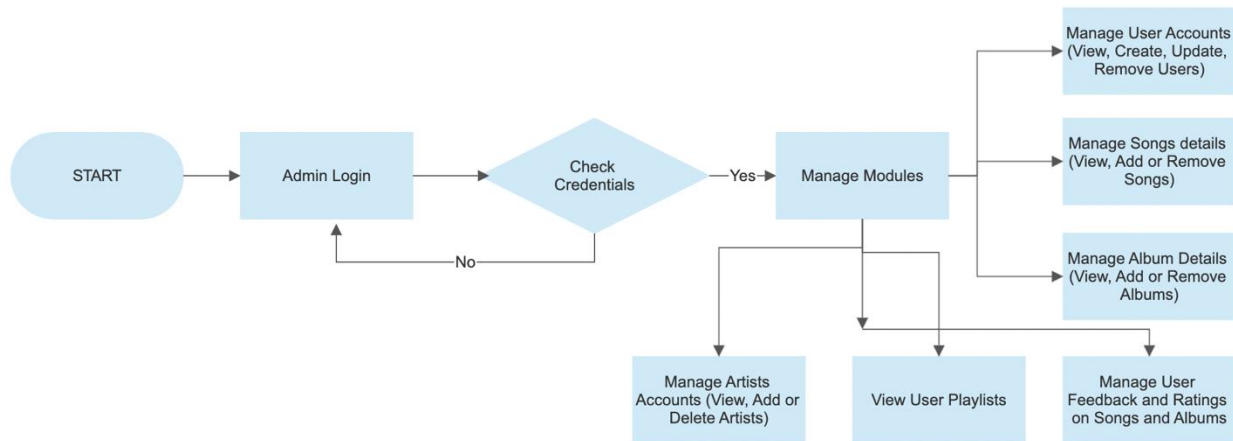 Manage User Accounts
(View, Create, Update,
Remove Users)
START
Admin Login
Check
Credentials
Yes
Manage Modules
Manage Songs details
(View, Add or Remove
Songs)
No
Manage Album Details
(View, Add or Remove
Albums)
Manage Artists
Accounts (View, Add or
Delete Artists)
View User Playlists
Manage User
Feedback and Ratings
on Songs and Albums